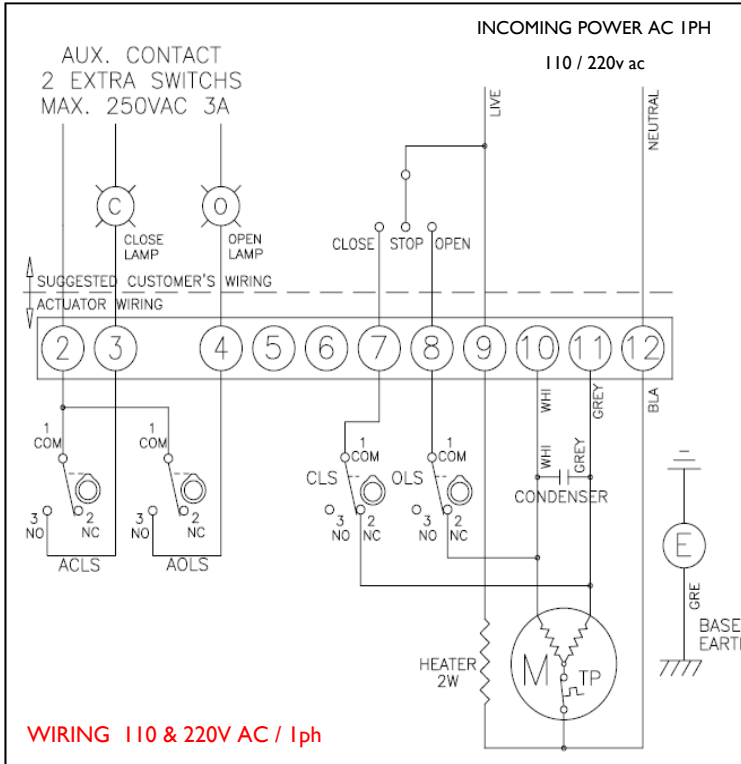 INCOMING POWER AC 1PH
110 / 220v ac
AUX. CONTACT
2 EXTRA SWITCHS
MAX. 250VAC 3A
LIVE
NEUTRAL
C
O
CLOSE
LAMP
OPEN
LAMP
CLOSE STOP OPEN
SUGGESTED CUSTOMER'S WIRING
ACTUATOR WIRING
2 3 4 5 6 7 8 9 10 11 12
WHI
GREY
BLA
1
COM
1
COM
1
COM
1
COM
WHI
GREY
CLS
OLS
CONDENSER
3
NO
2
NC
3
NO
2
NC
3
NO
2
NC
3
NO
2
NC
ACLS
AOLS
E
GRE
BASE
EARTH
HEATER
2W
M
TP
WIRING 110 & 220V AC / 1ph